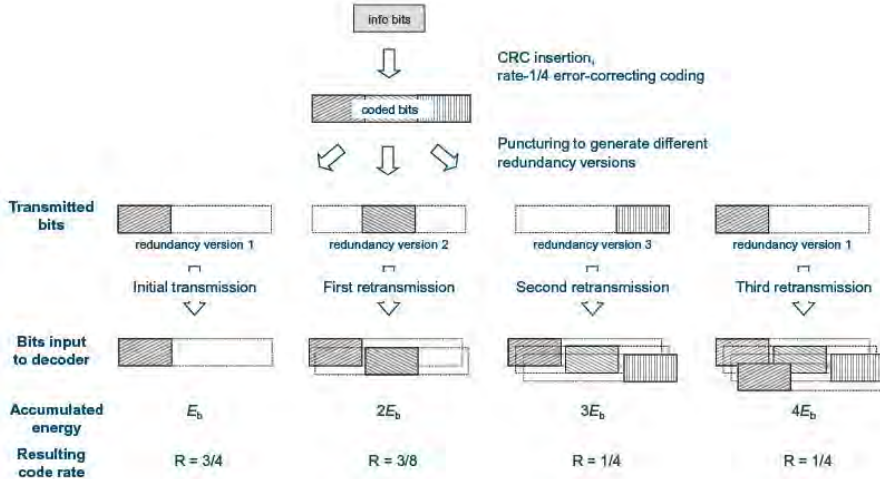 info bits
CRC insertion,
rate-1/4 error-correcting coding
coded bits
Puncturing to generate different
redundancy versions
Transmitted
bits
redundancy version 1
redundancy version 2
redundancy version 3
redundancy version 1
Initial transmission
First retransmission
Second retransmission
Third retransmission
Bits input
to decoder
Accumulated
energy
Eb
2Eb
3Eb
4Eb
Resulting
code rate
R = 3/4
R = 3/8
R = 1/4
R = 1/4